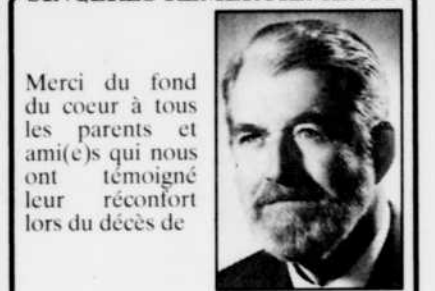 Merci du fond
du coeur à tous
les parents et
ami(e)s qui nous
ont témoigné
leur réconfort
lors du décès de